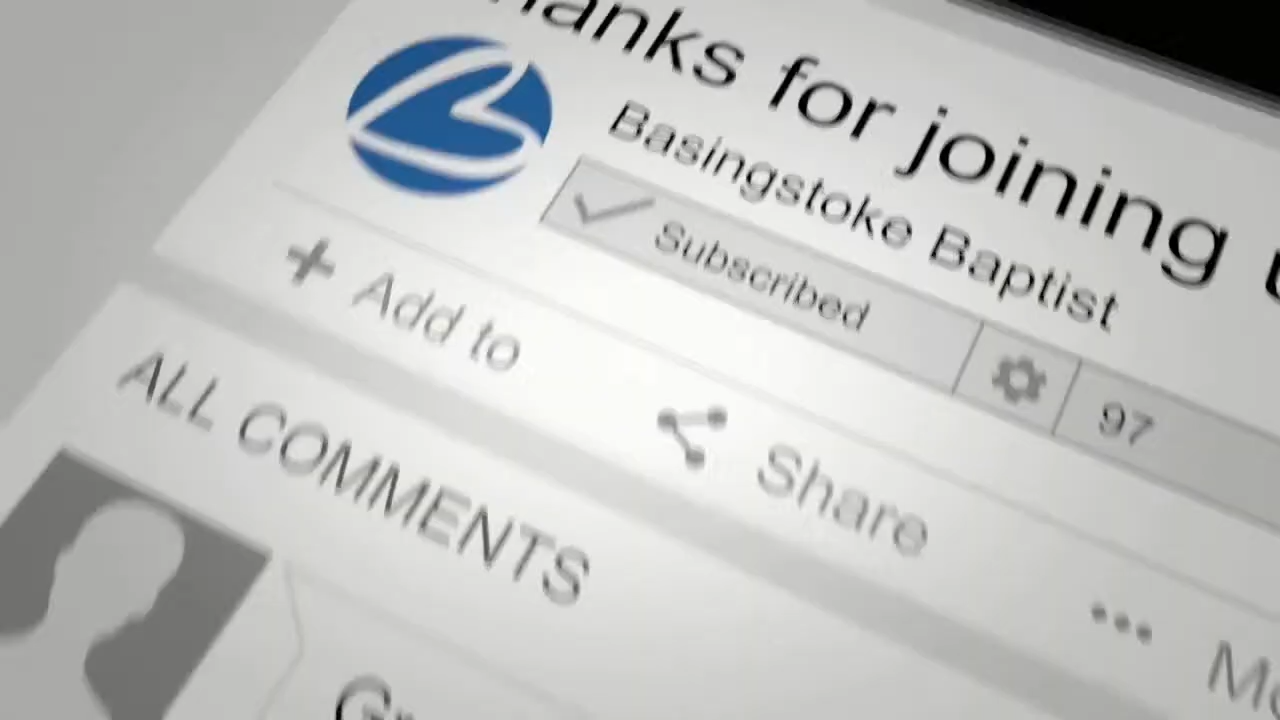 hanks for joining
Basingstoke Baptist
Subscribed
97
Add to
Share
ALL COMMENTS